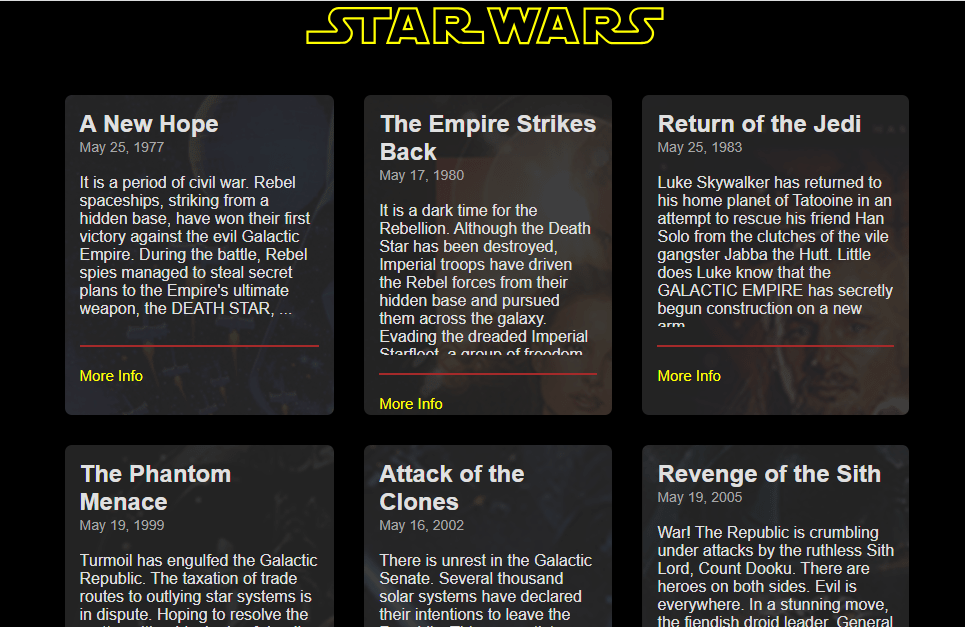 STAR WARS
A New Hope
May 25, 1977
It is a period of civil war. Rebel
spaceships, striking from a
hidden base, have won their first
victory against the evil Galactic
Empire. During the battle, Rebel
spies managed to steal secret
plans to the Empire's ultimate
weapon, the DEATH STAR, ...
More Info
The Empire Strikes
Back
May 17, 1980
It is a dark time for the
Rebellion. Although the Death
Star has been destroyed,
Imperial troops have driven
the Rebel forces from their
hidden base and pursued
them across the galaxy.
Evading the dreaded Imperial
Starfleet, a group of freedom
More Info
Return of the Jedi
May 25, 1983
Luke Skywalker has returned to
his home planet of Tatooine in an
attempt to rescue his friend Han
Solo from the clutches of the vile
gangster Jabba the Hutt. Little
does Luke know that the
GALACTIC EMPIRE has secretly
begun construction on a new
arm
More Info
The Phantom
Menace
May 19, 1999
Turmoil has engulfed the Galactic
Republic. The taxation of trade
routes to outlying star systems is
in dispute. Hoping to resolve the
Attack of the
Clones
May 16, 2002
There is unrest in the Galactic
Senate. Several thousand
solar systems have declared
their intentions to leave the
Revenge of the Sith
May 19, 2005
War! The Republic is crumbling
under attacks by the ruthless Sith
Lord, Count Dooku. There are
heroes on both sides. Evil is
everywhere. In a stunning move,
the fiendish droid leader, General